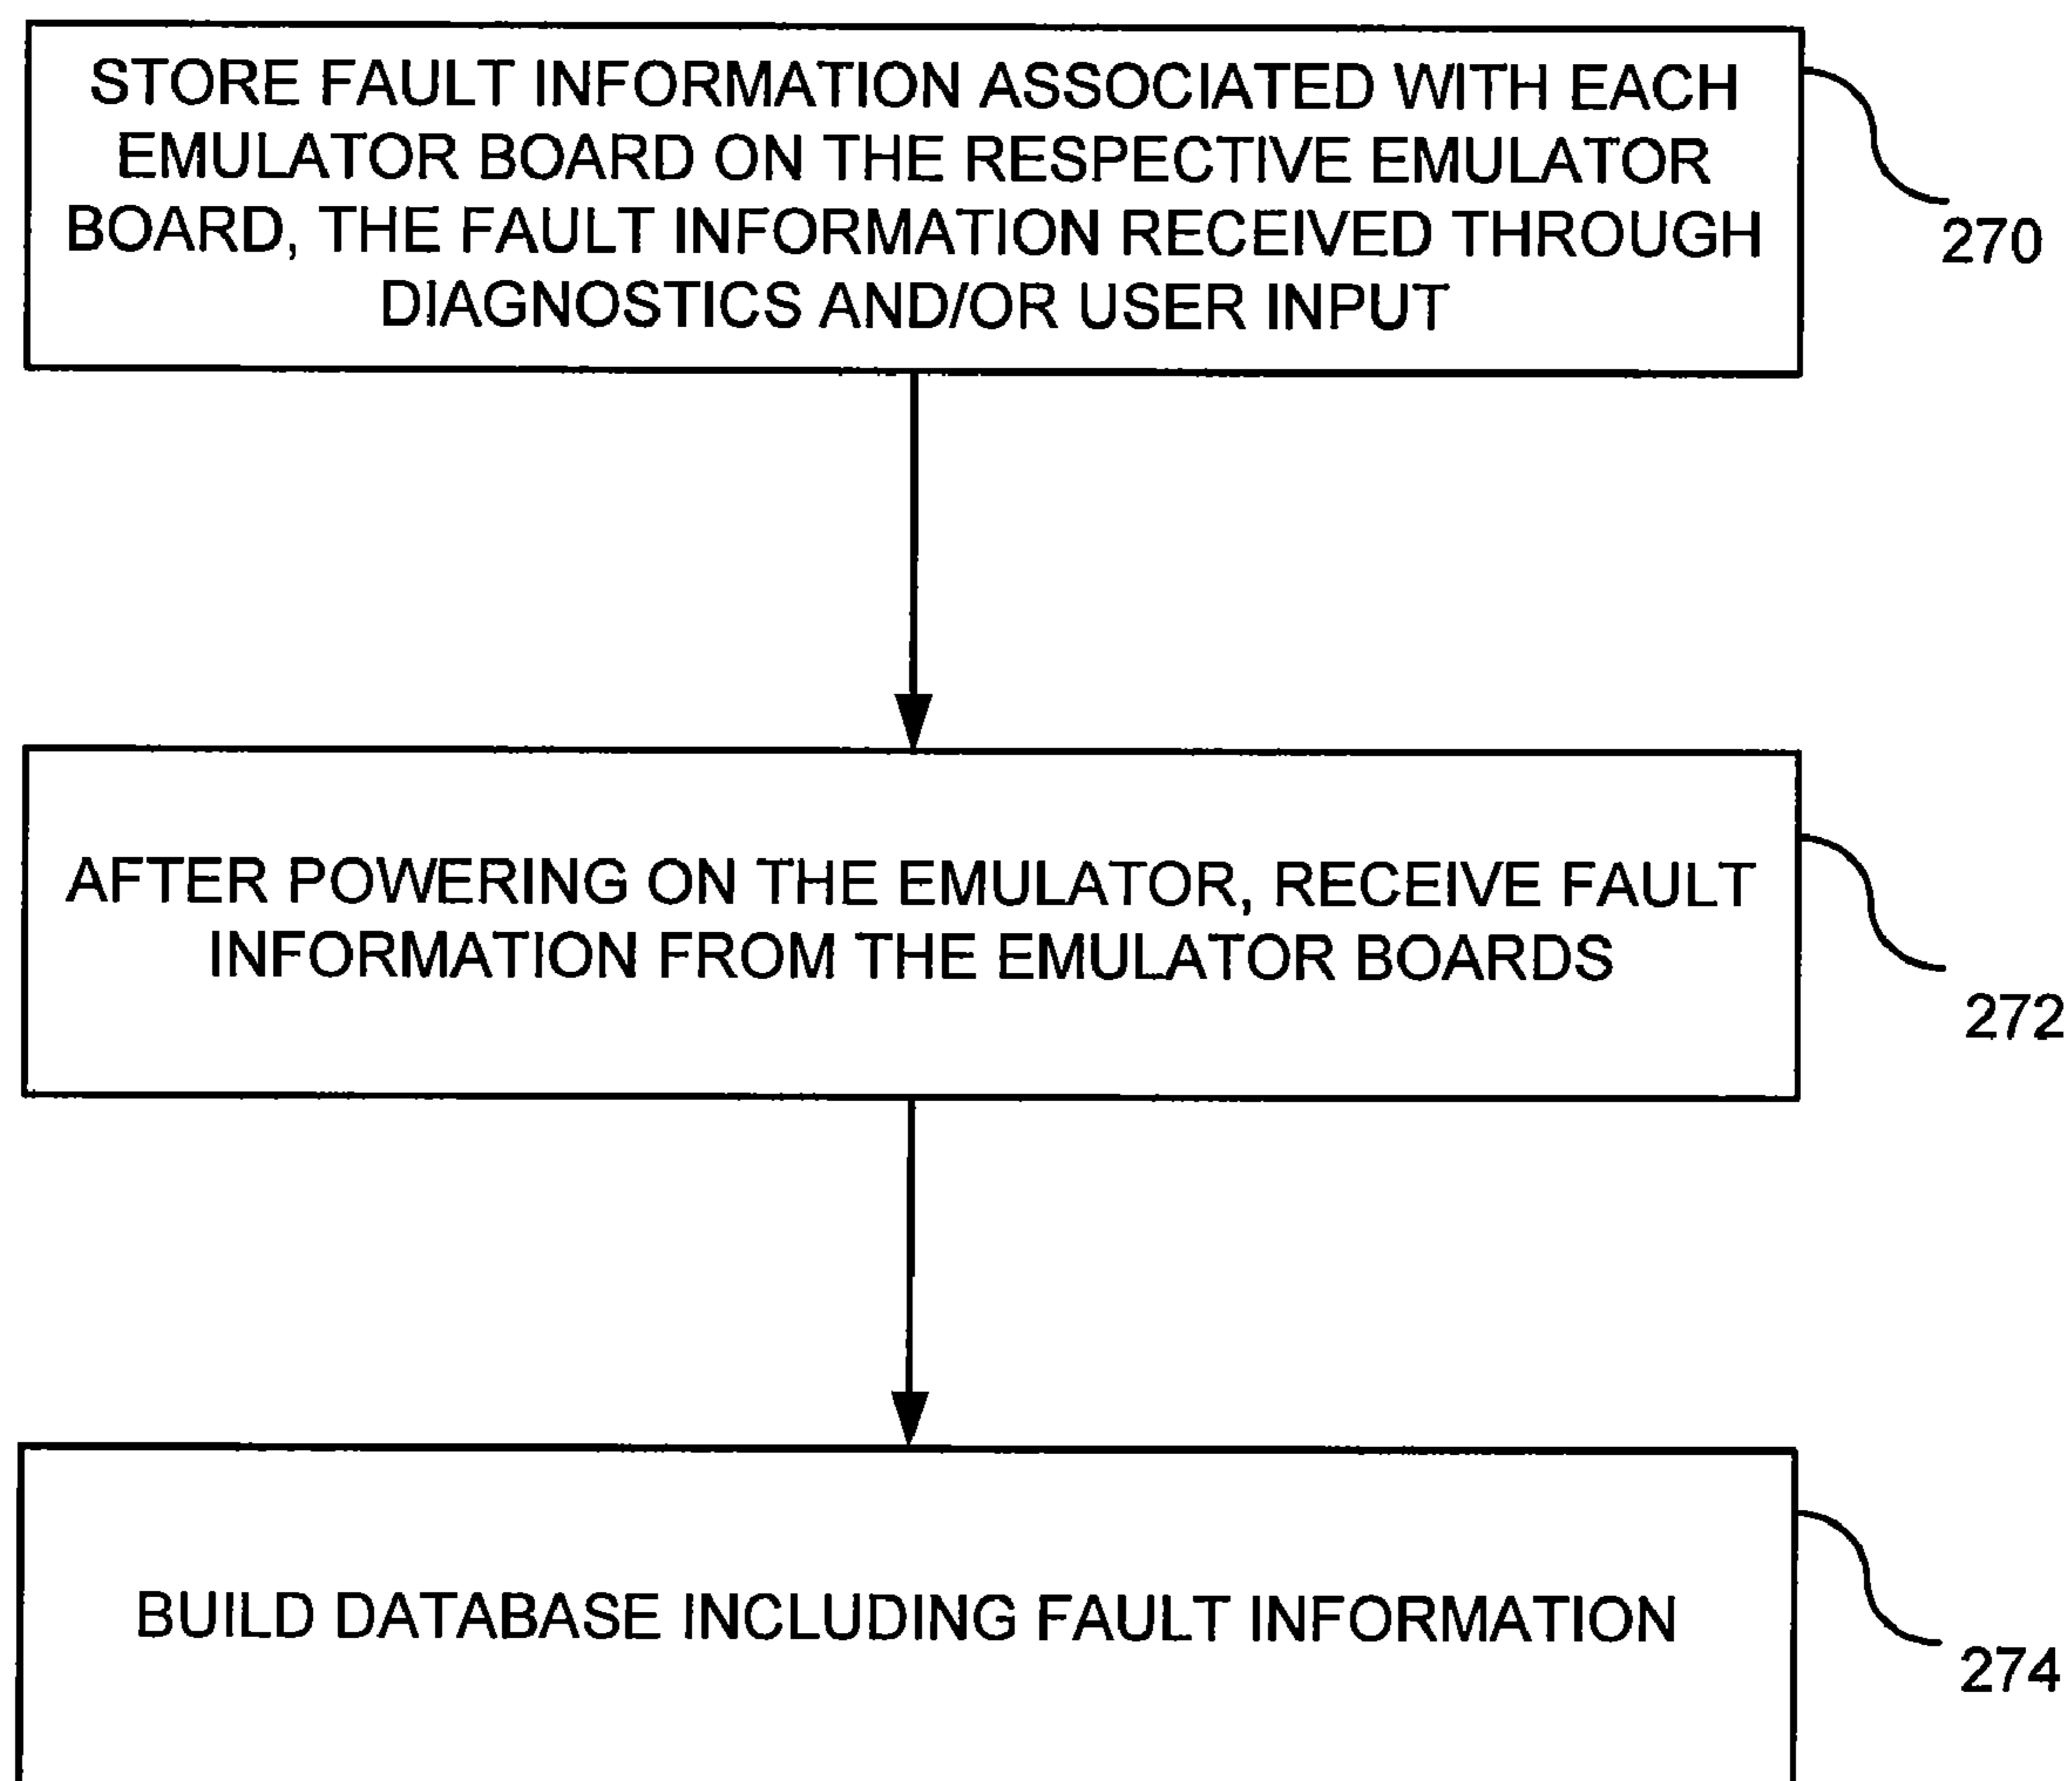 STORE FAULT INFORMATION ASSOCIATED WITH EACH
EMULATOR BOARD ON THE RESPECTIVE EMULATOR
BOARD, THE FAULT INFORMATION RECEIVED THROUGH
DIAGNOSTICS AND/OR USER INPUT
270
AFTER POWERING ON THE EMULATOR, RECEIVE FAULT
INFORMATION FROM THE EMULATOR BOARDS
272
BUILD DATABASE INCLUDING FAULT INFORMATION
274